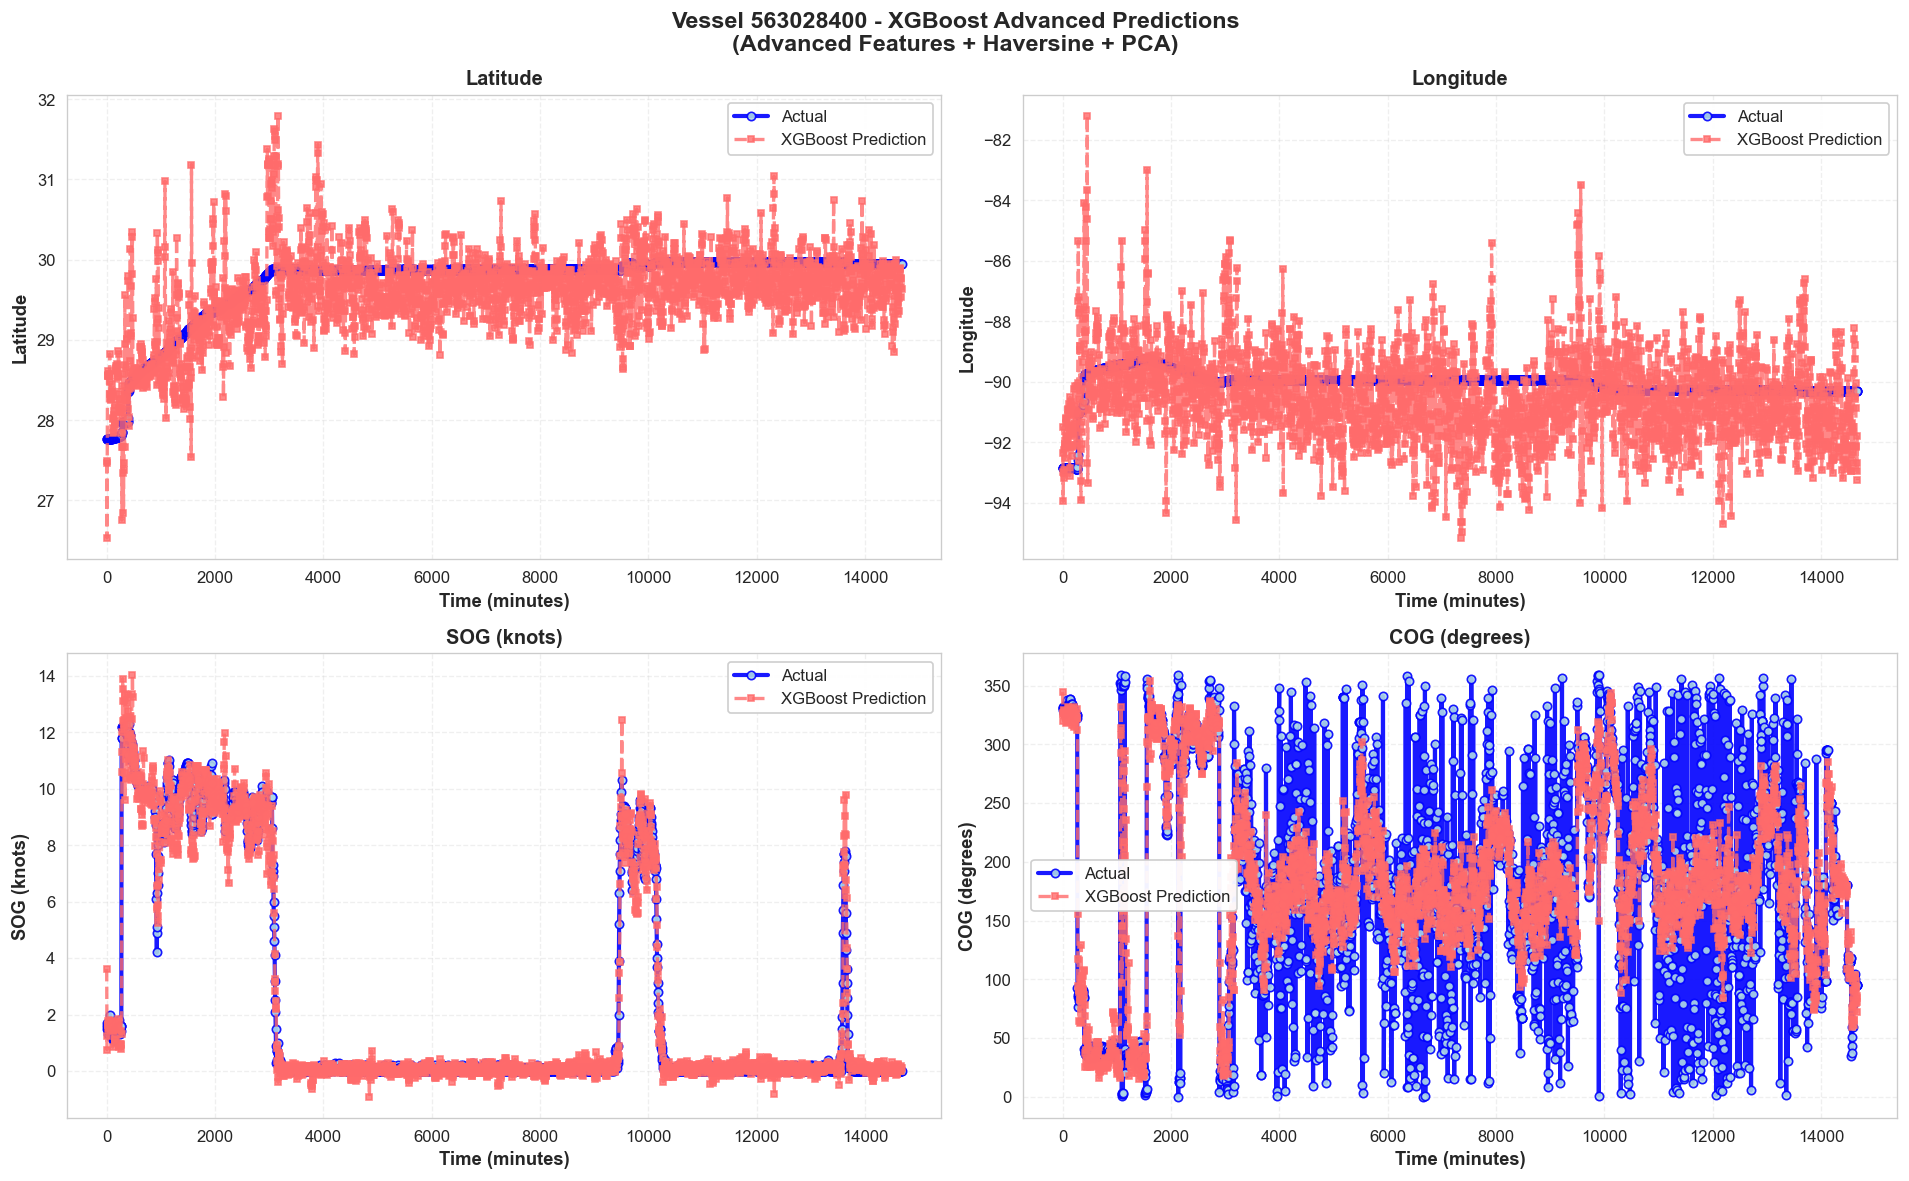 Vessel 563028400 - XGBoost Advanced Predictions
(Advanced Features + Haversine + PCA)
Latitude
32
31
30
29
28
27
Latitude
0 2000 4000 6000 8000 10000 12000 14000
Time (minutes)
Actual
XGBoost Prediction
Longitude
−82
−84
−86
−88
−90
−92
−94
Longitude
0 2000 4000 6000 8000 10000 12000 14000
Time (minutes)
Actual
XGBoost Prediction
SOG (knots)
14
12
10
8
6
4
2
0
SOG (knots)
0 2000 4000 6000 8000 10000 12000 14000
Time (minutes)
Actual
XGBoost Prediction
COG (degrees)
350
300
250
200
150
100
50
0
COG (degrees)
0 2000 4000 6000 8000 10000 12000 14000
Time (minutes)
Actual
XGBoost Prediction